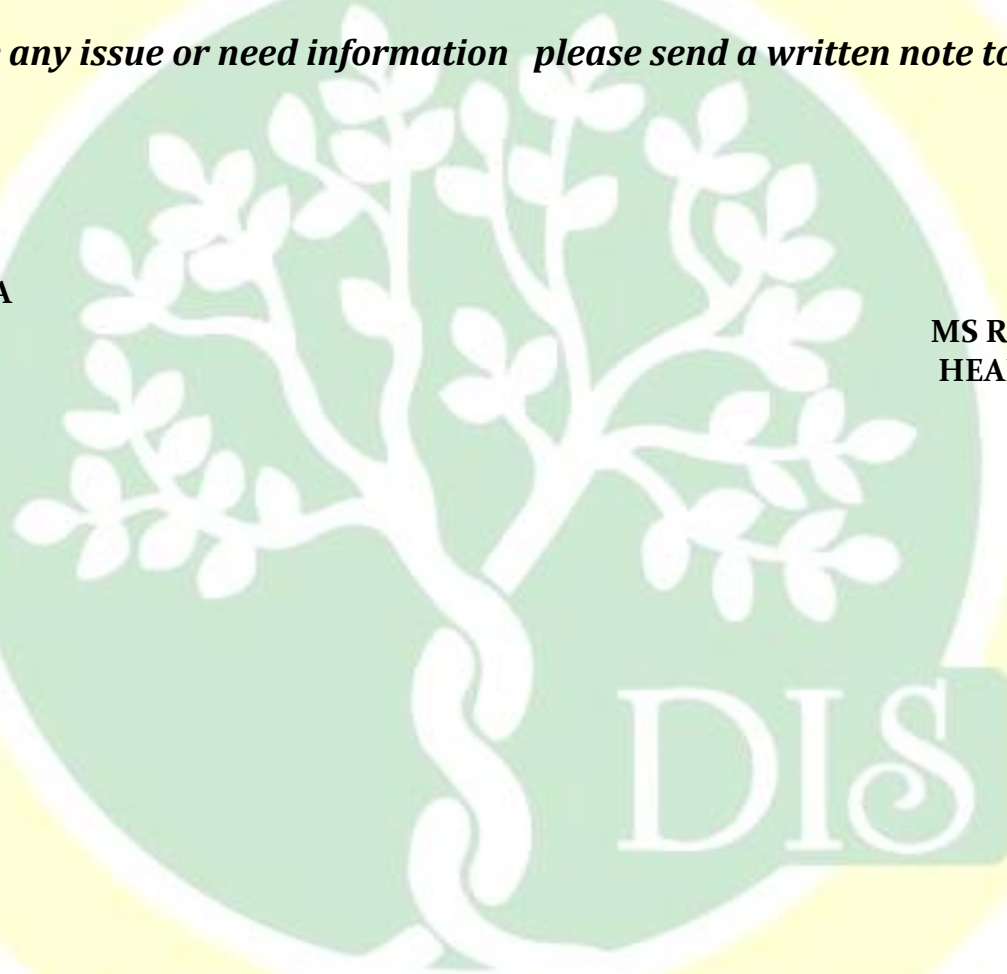 any issue or need information please send a written note to
A
MS R
HEA
DIS